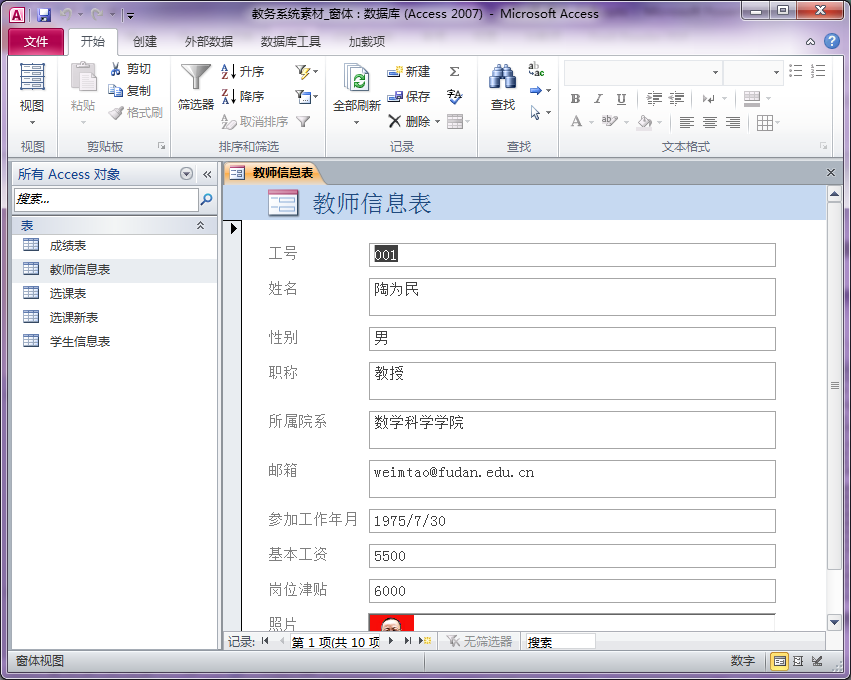 教务系统素材_窗体 : 数据库 (Access 2007) - Microsoft Access
文件 开始 创建 外部数据 数据库工具 加载项
视图
视图
粘贴
剪切
复制
格式刷
剪贴板
筛选器
升序
降序
取消排序
排序和筛选
全部刷新
新建
保存
删除
记录
查找
查找
文本格式
所有 Access 对象
搜索...
表
成绩表
教师信息表
选课表
选课新表
学生信息表
教师信息表
教师信息表
工号 001
姓名 陶为民
性别 男
职称 教授
所属院系 数学科学学院
邮箱 weimtao@fudan.edu.cn
参加工作年月 1975/7/30
基本工资 5500
岗位津贴 6000
照片
记录: 第 1 项(共 10 项 无筛选器 搜索
窗体视图 数字